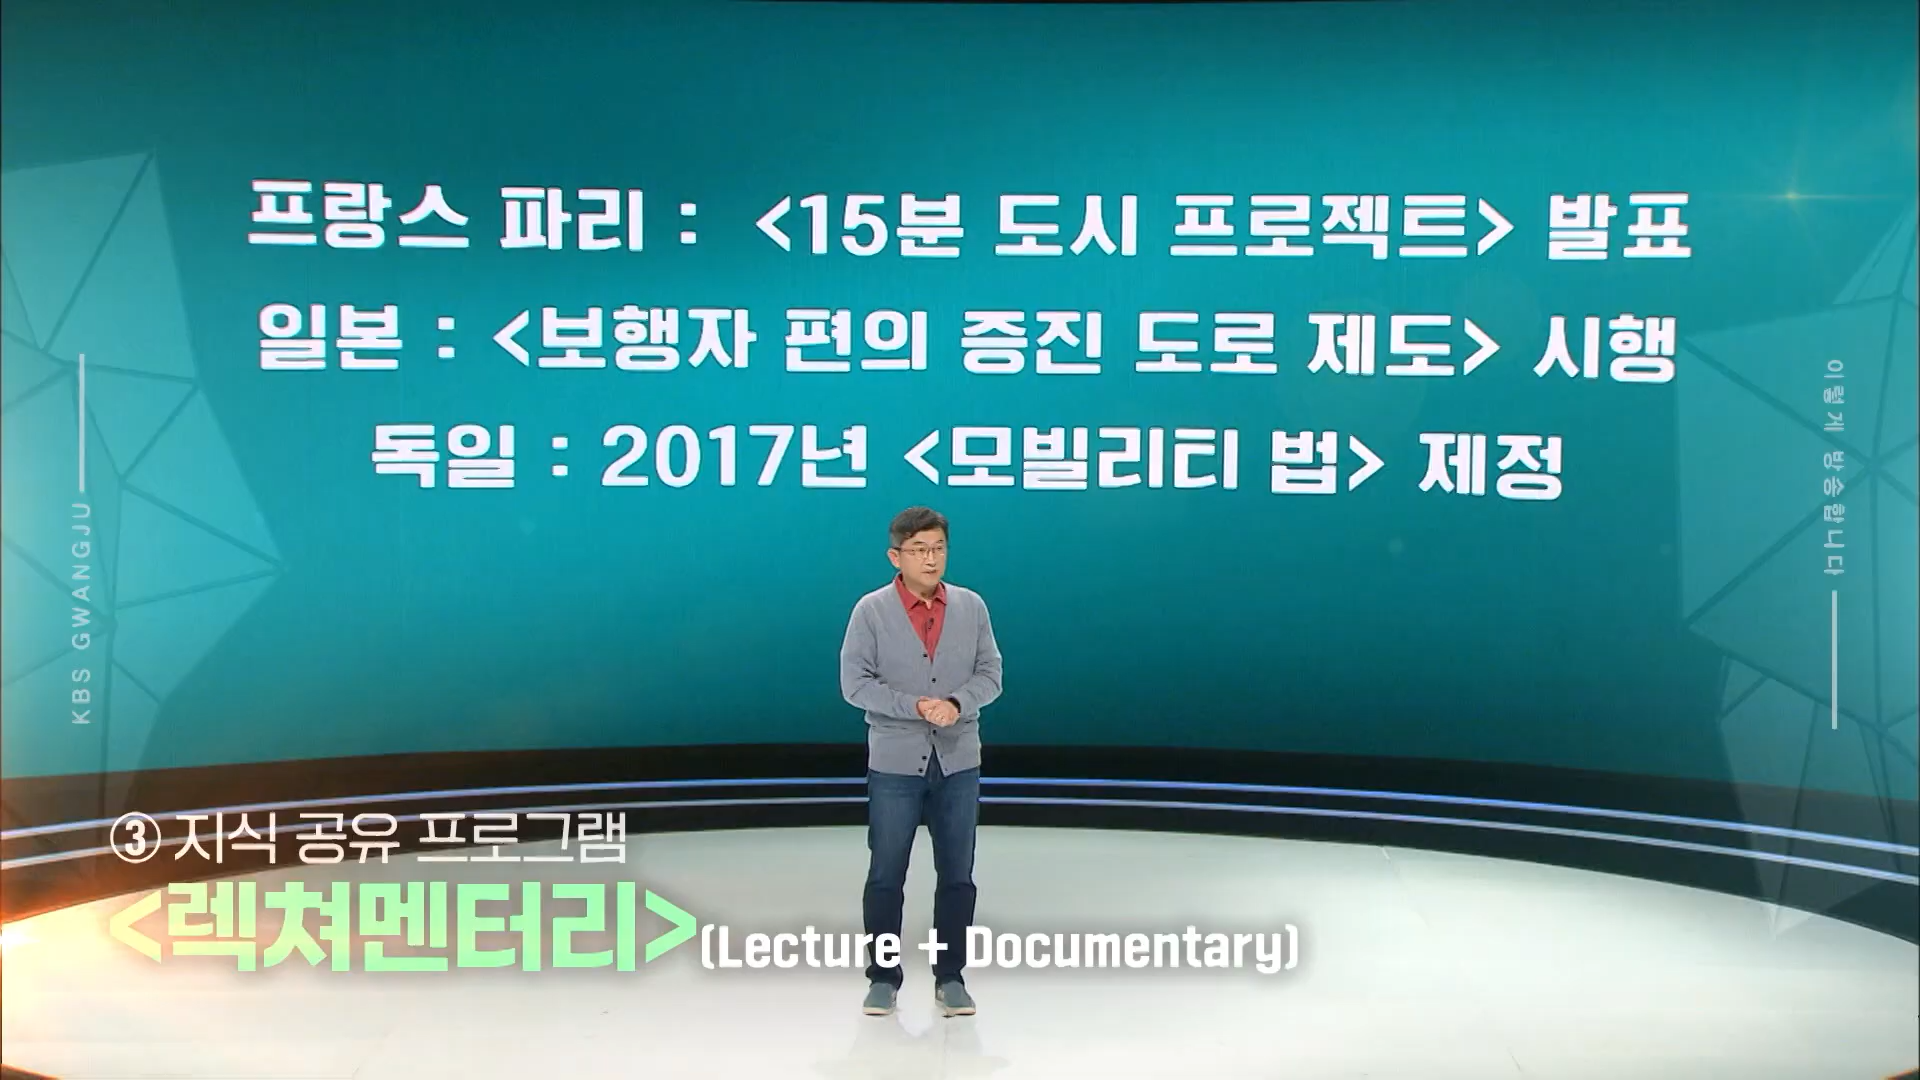 프랑스 파리 : <15분 도시 프로젝트> 발표
일본 : <보행자 편의 증진 도로 제도> 시행
독일 : 2017년 <모빌리티 법> 제정
KBS GWANGJU
이렇게 방송합니다
③ 지식 공유 프로그램
<렉쳐멘터리>(Lecture + Documentary)